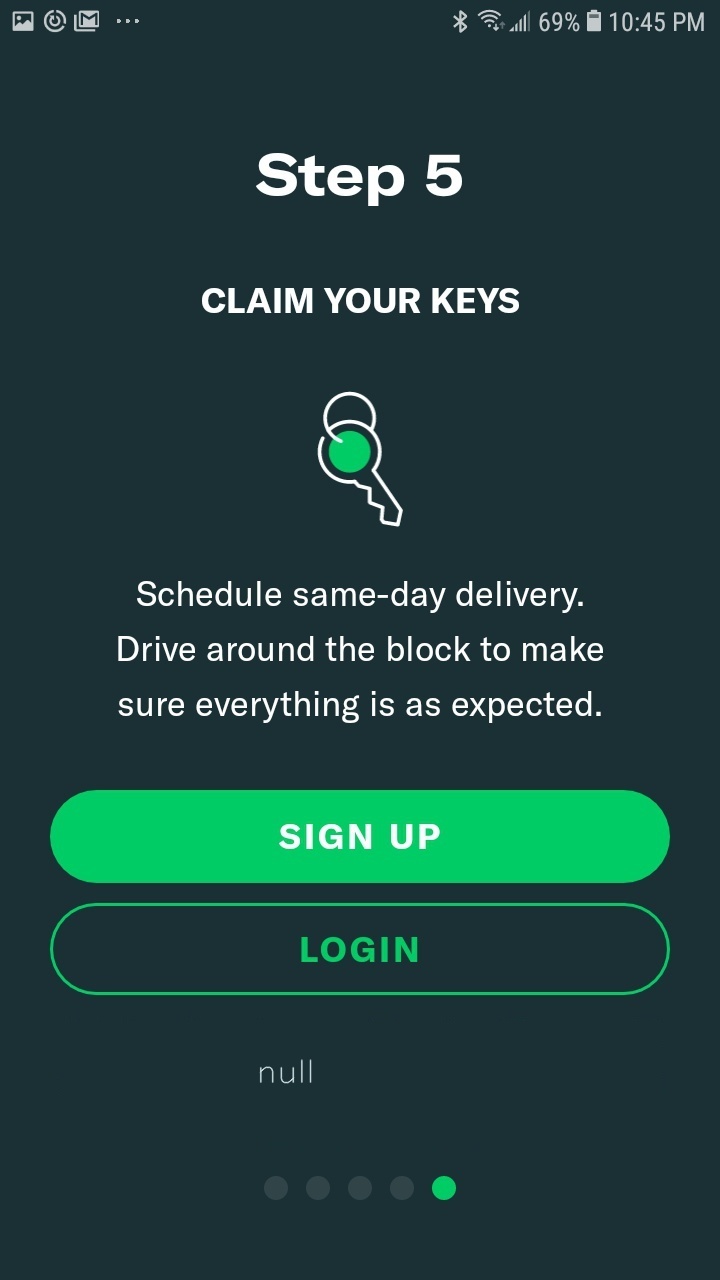 69% 10:45 PM
Step 5
CLAIM YOUR KEYS
Schedule same-day delivery.
Drive around the block to make
sure everything is as expected.
SIGN UP
LOGIN
null